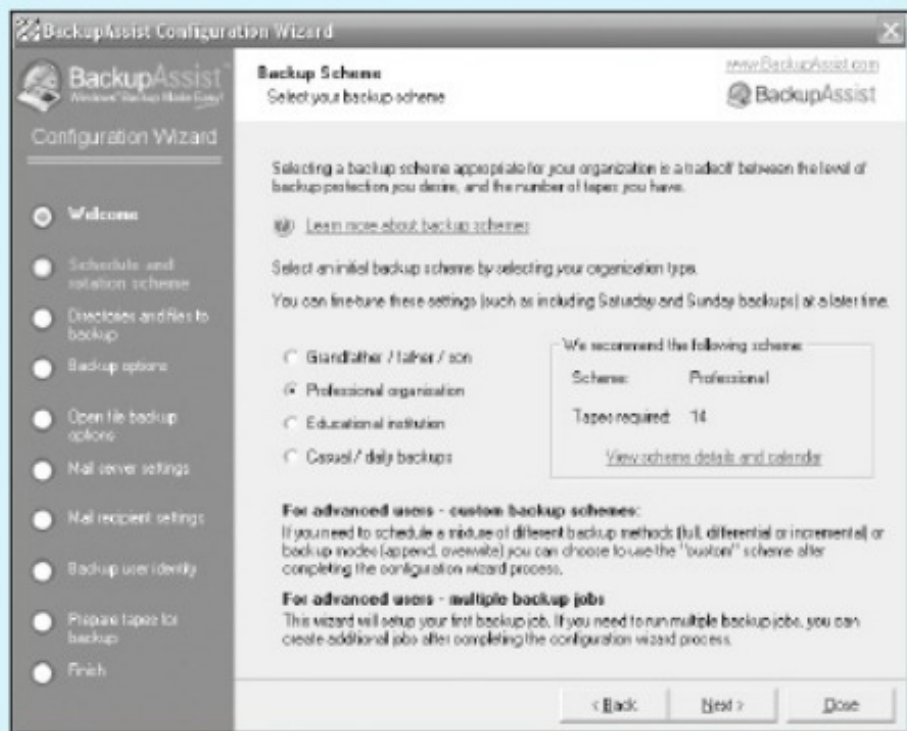 BackupAssist Configuration Wizard
BackupAssist™
Windows Backup Made Easy!
Configuration Wizard
Welcome
Schedule and
rotation scheme
Directories and files to
backup
Backup options
Open file backup
options
Mail server settings
Mail recipient settings
Backup user identity
Prepare tapes for
backup
Finish
Backup Scheme
Select your backup scheme
www.BackupAssist.com
BackupAssist
Selecting a backup scheme appropriate for your organization is a tradeoff between the level of
backup protection you desire, and the number of tapes you have.
Learn more about backup schemes
Select an initial backup scheme by selecting your organization type.
You can fine-tune these settings (such as including Saturday and Sunday backups) at a later time.
Grandfather / father / son
Professional organisation
Educational institution
Casual / daily backups
We recommend the following scheme
Scheme: Professional
Tapes required: 14
View scheme details and calendar
For advanced users - custom backup schemes:
If you need to schedule a mixture of different backup methods (full, differential or incremental) or
backup modes (append, overwrite) you can choose to use the "custom" scheme after
completing the configuration wizard process.
For advanced users - multiple backup jobs
This wizard will setup your first backup job. If you need to run multiple backup jobs, you can
create additional jobs after completing the configuration wizard process.
< Back
Next >
Close